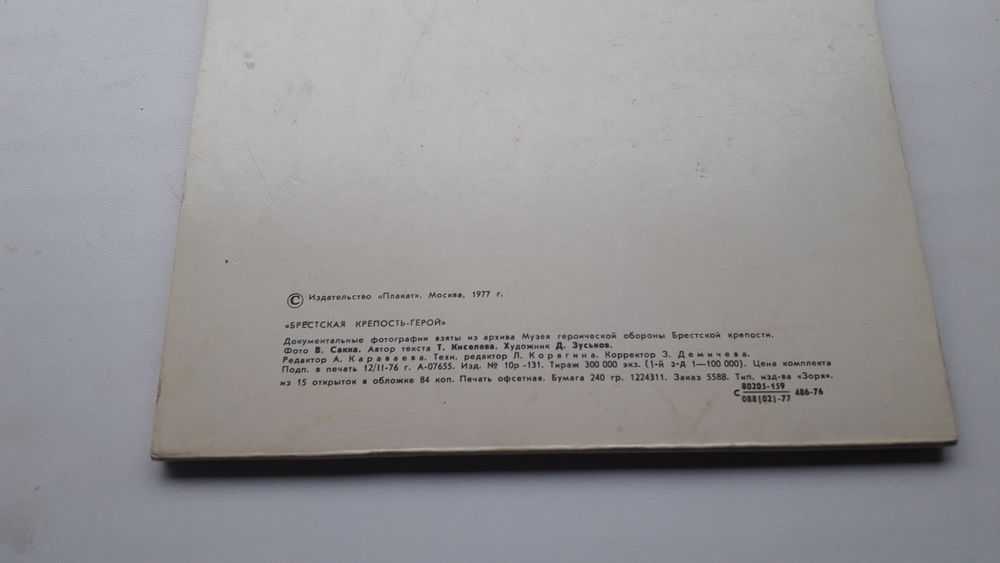 © Издательство «Плакат». Москва, 1977 г.
«БРЕСТСКАЯ КРЕПОСТЬ-ГЕРОЙ»
Документальные фотографии взяты из архива Музея героической обороны Брестской крепости.
Фото В. Сакка. Автор текста Т. Киселова. Художник Д. Зуськов.
Редактор А. Караваева. Техн. редактор Л. Корягина. Корректор З. Демичева.
Подп. в печать 12/II-76 г. А-07655. Изд. № 10р -131. Тираж 300 000 экз. (1-й з-д 1—100 000). Цена комплекта
из 15 открыток в обложке 84 коп. Печать офсетная. Бумага 240 гр. 1224311. Заказ 5588. Тип. изд-ва «Зоря».
80205-159
С 486-76
088(02)-77